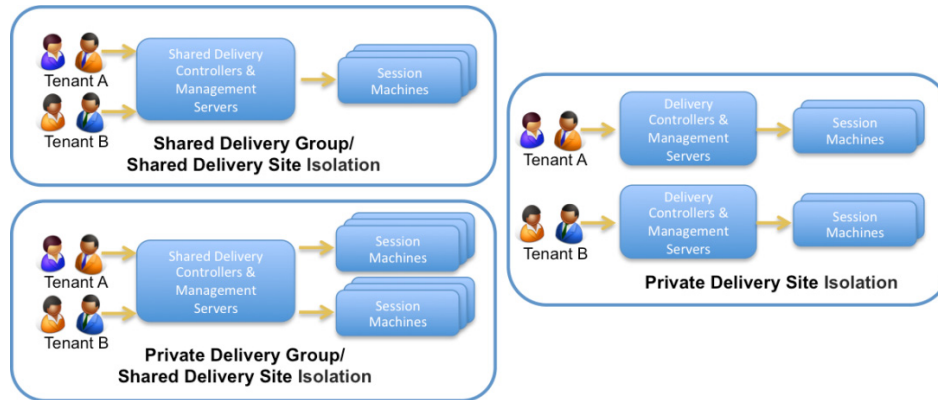 Tenant A
Tenant B
Shared Delivery
Controllers &
Management
Servers
Session
Machines
Shared Delivery Group/
Shared Delivery Site Isolation
Tenant A
Tenant B
Shared Delivery
Controllers &
Management
Servers
Session
Machines
Session
Machines
Private Delivery Group/
Shared Delivery Site Isolation
Tenant A
Delivery
Controllers &
Management
Servers
Session
Machines
Tenant B
Delivery
Controllers &
Management
Servers
Session
Machines
Private Delivery Site Isolation